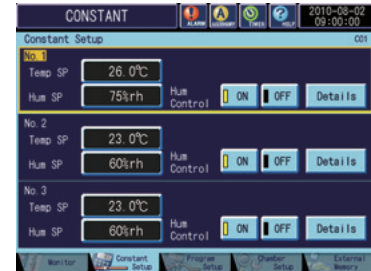 CONSTANT
ALARM
TIMER
HELP
2010-08-02
09:00:00
Constant Setup
C01
No. 1
Temp SP
26.0℃
Hum SP
75%rh
Hum
Control
ON
OFF
Details
No. 2
Temp SP
23.0℃
Hum SP
60%rh
Hum
Control
ON
OFF
Details
No. 3
Temp SP
23.0℃
Hum SP
60%rh
Hum
Control
ON
OFF
Details
Monitor
Constant
Setup
Program
Setup
Chamber
Setup
External
Memory